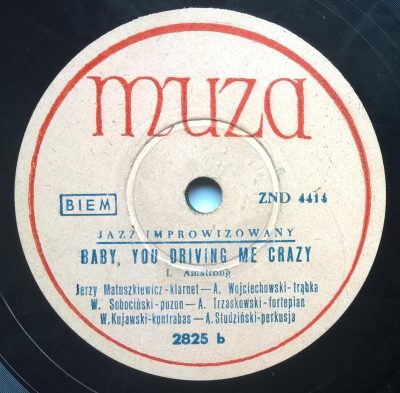 muza
BIEM ZND 4414
JAZZ IMPROWIZOWANY
BABY, YOU DRIVING ME CRAZY
L. Amstrong
Jerzy Matuszkiewicz-klarnet—A. Wojciechowski-trąbka
W. Sobociński-puzon—A. Trzaskowski-fortepian
W. Kujawski-kontrabas—A. Studziński-perkusja
2825 b